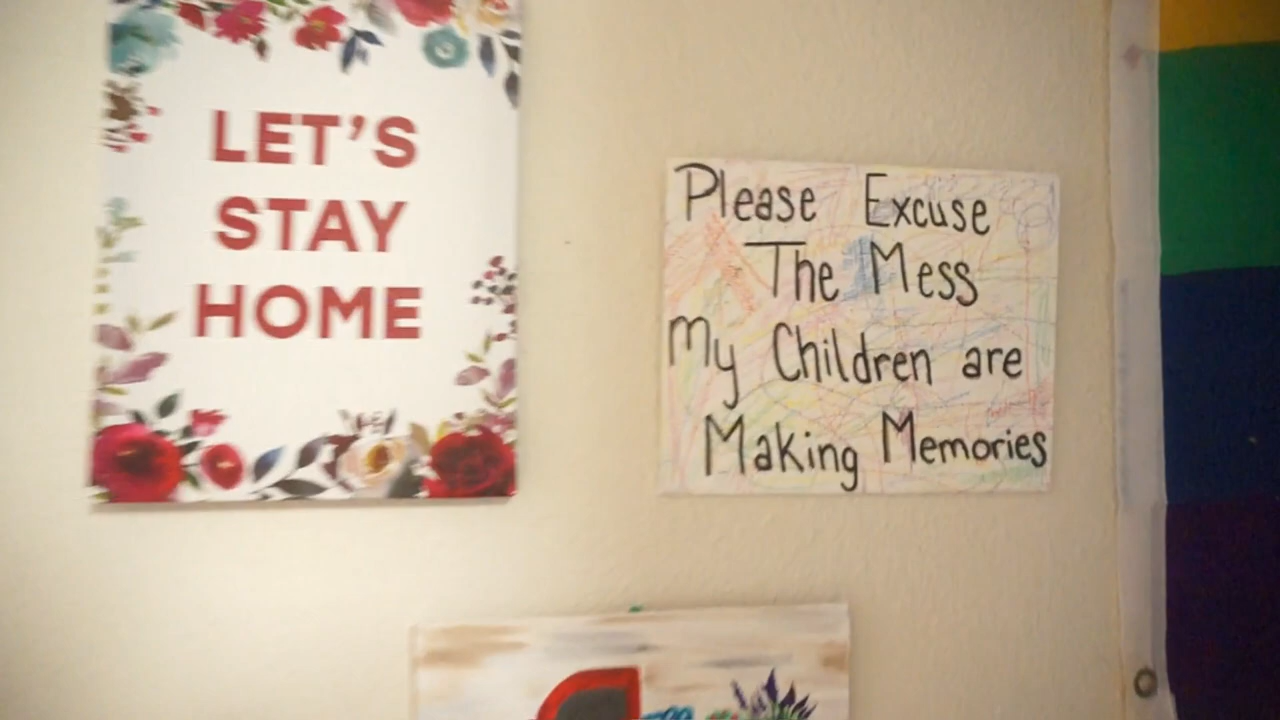 LET'S
STAY
HOME
Please Excuse
The Mess
My Children are
Making Memories